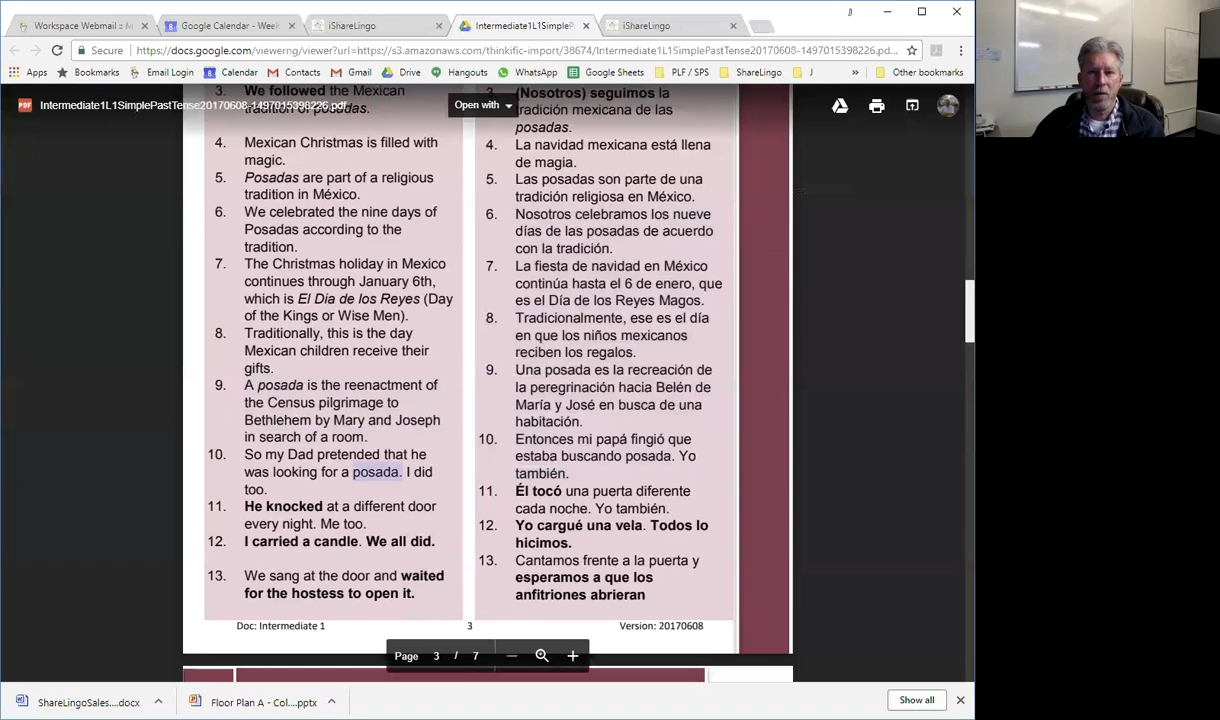 Workspace Webmail :: M
Google Calendar - Week
iShareLingo
Intermediate1L1SimpleP
iShareLingo
Secure
https://docs.google.com/viewerng/viewer?url=https://s3.amazonaws.com/thinkific-import/38674/Intermediate1L1SimplePastTense20170608-1497015398226.pd...
Apps
Bookmarks
Email Login
Calendar
Contacts
Gmail
Drive
Hangouts
WhatsApp
Google Sheets
PLF / SPS
ShareLingo
J
»
Other bookmarks
Intermediate1L1SimplePastTense20170608-1497015398226.pdf
Open with
3. We followed the Mexican
tradition of posadas.
4. Mexican Christmas is filled with
magic.
5. Posadas are part of a religious
tradition in México.
6. We celebrated the nine days of
Posadas according to the
tradition.
7. The Christmas holiday in Mexico
continues through January 6th,
which is El Dia de los Reyes (Day
of the Kings or Wise Men).
8. Traditionally, this is the day
Mexican children receive their
gifts.
9. A posada is the reenactment of
the Census pilgrimage to
Bethlehem by Mary and Joseph
in search of a room.
10. So my Dad pretended that he
was looking for a posada. I did
too.
11. He knocked at a different door
every night. Me too.
12. I carried a candle. We all did.
13. We sang at the door and waited
for the hostess to open it.
3. (Nosotros) seguimos la
tradición mexicana de las
posadas.
4. La navidad mexicana está llena
de magia.
5. Las posadas son parte de una
tradición religiosa en México.
6. Nosotros celebramos los nueve
días de las posadas de acuerdo
con la tradición.
7. La fiesta de navidad en México
continúa hasta el 6 de enero, que
es el Día de los Reyes Magos.
8. Tradicionalmente, ese es el día
en que los niños mexicanos
reciben los regalos.
9. Una posada es la recreación de
la peregrinación hacia Belén de
María y José en busca de una
habitación.
10. Entonces mi papá fingió que
estaba buscando posada. Yo
también.
11. Él tocó una puerta diferente
cada noche. Yo también.
12. Yo cargué una vela. Todos lo
hicimos.
13. Cantamos frente a la puerta y
esperamos a que los
anfitriones abrieran
Doc: Intermediate 1
3
Version: 20170608
Page 3 / 7
ShareLingoSales....docx
Floor Plan A - Col....pptx
Show all